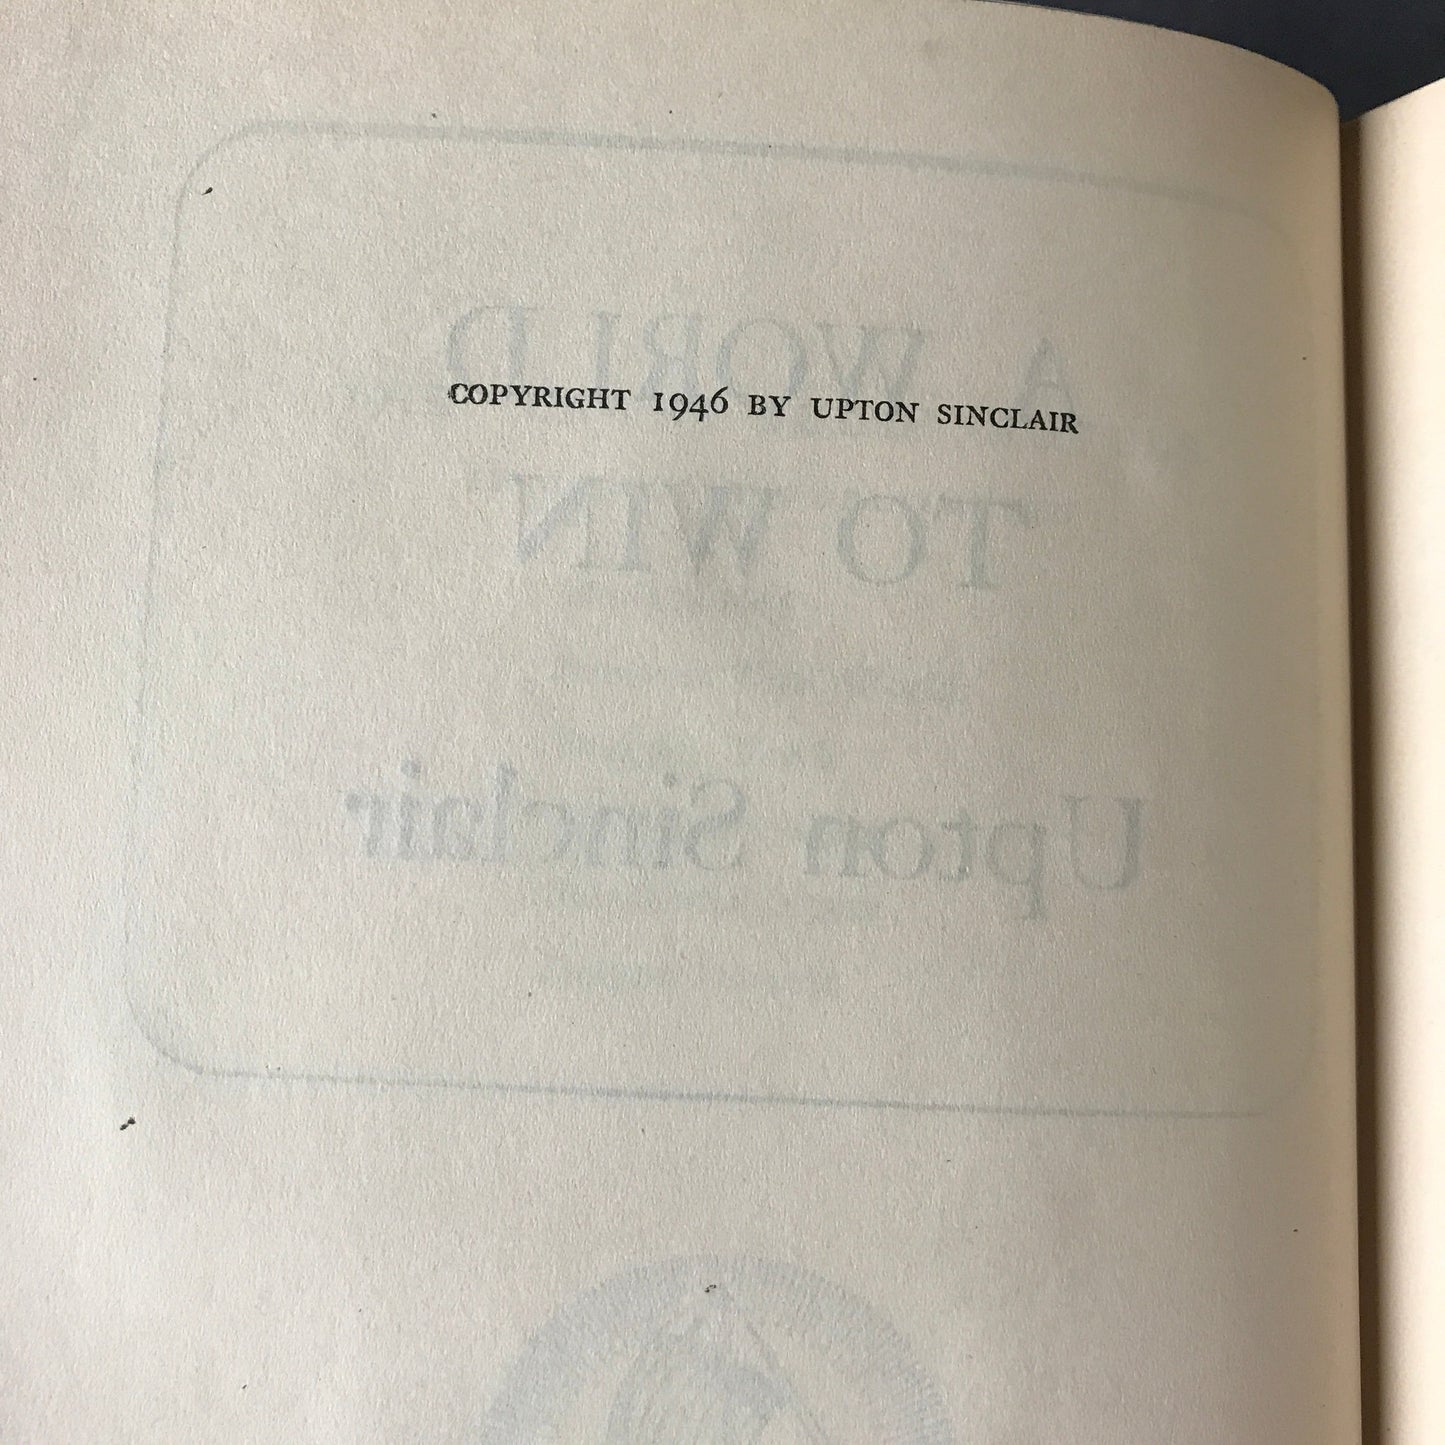 COPYRIGHT 1946 BY UPTON SINCLAIR
A WORLD
TO WIN
Upton Sinclair